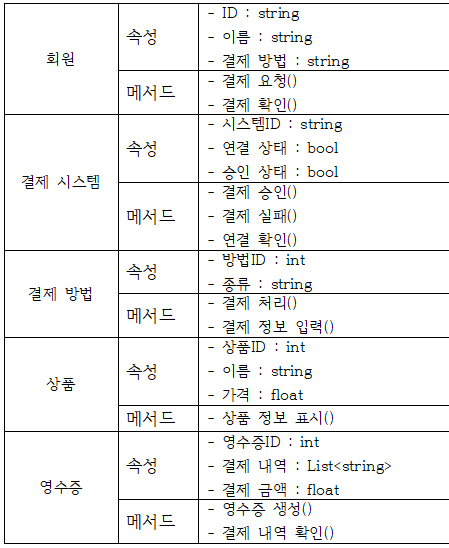 회원
속성
- ID : string
- 이름 : string
- 결제 방법 : string
메서드
- 결제 요청()
- 결제 확인()
결제 시스템
속성
- 시스템ID : string
- 연결 상태 : bool
- 승인 상태 : bool
메서드
- 결제 승인()
- 결제 실패()
- 연결 확인()
결제 방법
속성
- 방법ID : int
- 종류 : string
메서드
- 결제 처리()
- 결제 정보 입력()
상품
속성
- 상품ID : int
- 이름 : string
- 가격 : float
메서드
- 상품 정보 표시()
영수증
속성
- 영수증ID : int
- 결제 내역 : List<string>
- 결제 금액 : float
메서드
- 영수증 생성()
- 결제 내역 확인()